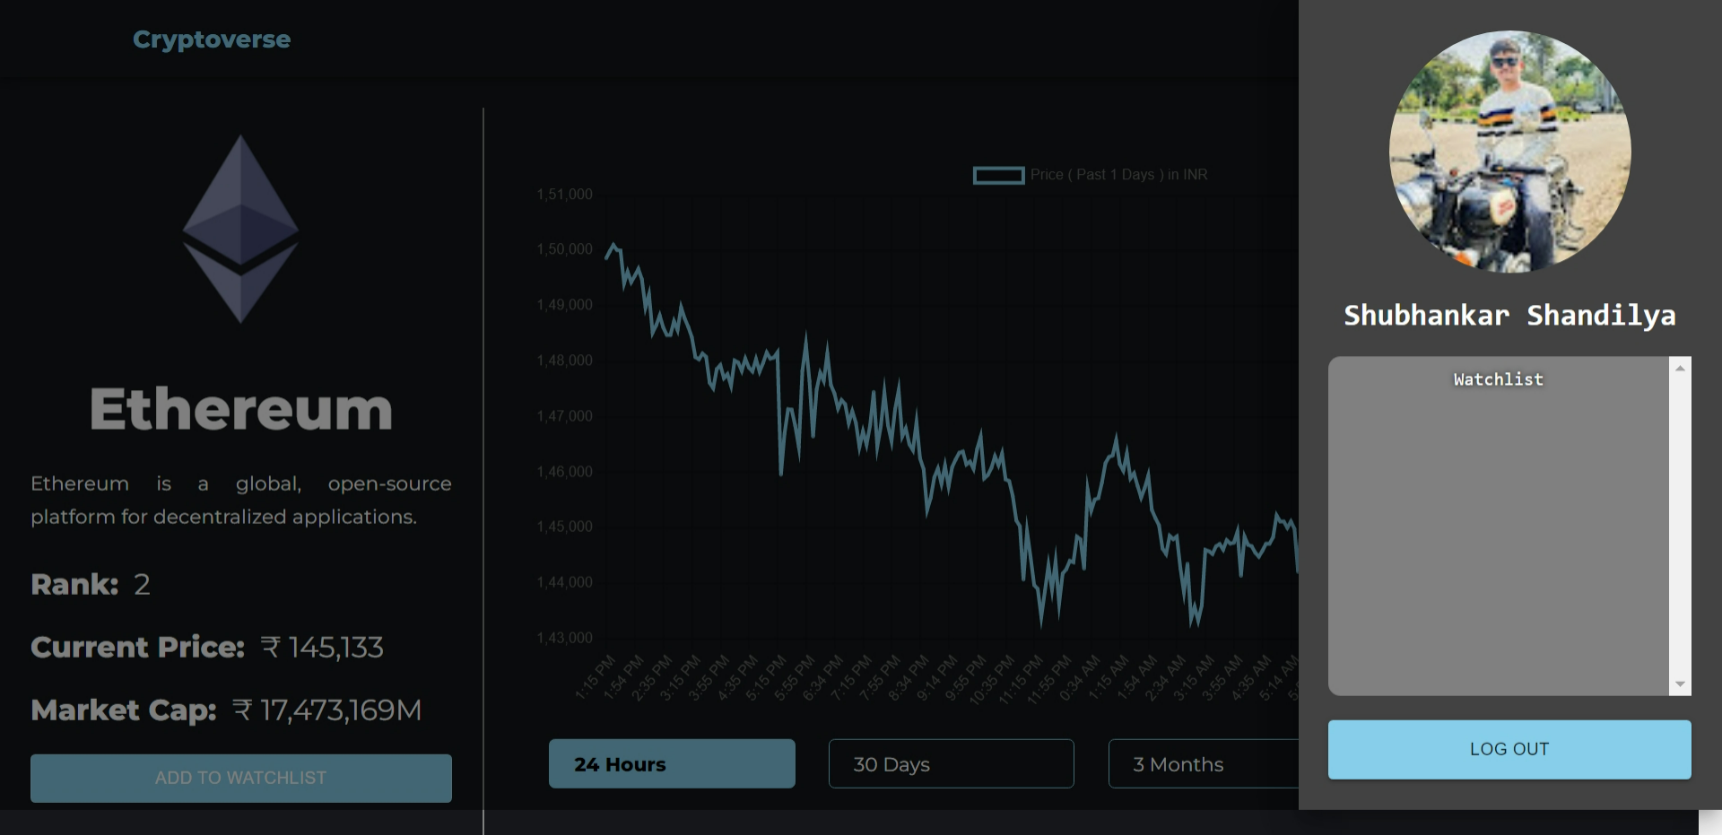 Cryptoverse
Ethereum
Ethereum is a global, open-source
platform for decentralized applications.
Rank: 2
Current Price: ₹ 145,133
Market Cap: ₹ 17,473,169M
ADD TO WATCHLIST
Price ( Past 1 Days ) in INR
1,51,000
1,50,000
1,49,000
1,48,000
1,47,000
1,46,000
1,45,000
1,44,000
1,43,000
1:15 PM
1:54 PM
2:35 PM
3:15 PM
3:55 PM
4:35 PM
5:15 PM
5:55 PM
6:34 PM
7:15 PM
7:55 PM
8:34 PM
9:14 PM
9:55 PM
10:35 PM
11:15 PM
11:55 PM
0:34 AM
1:15 AM
1:54 AM
2:34 AM
3:15 AM
3:55 AM
4:35 AM
5:14 AM
24 Hours
30 Days
3 Months
Shubhankar Shandilya
Watchlist
LOG OUT